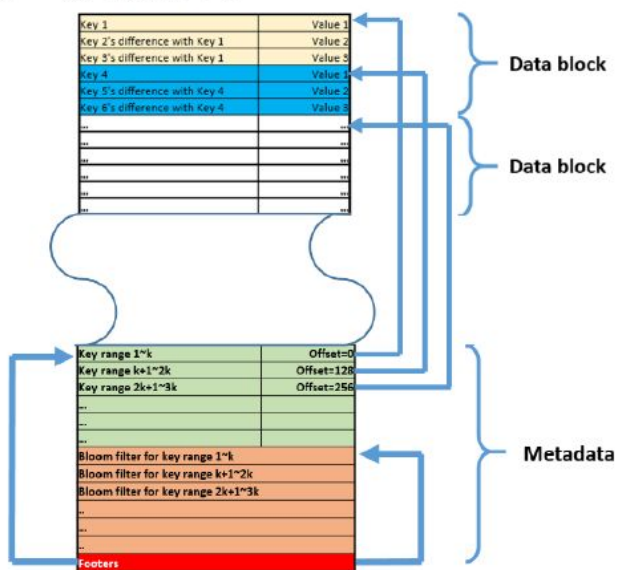 Key 1 Value 1
Key 2's difference with Key 1 Value 2
Key 3's difference with Key 1 Value 3
Key 4 Value 1
Key 5's difference with Key 4 Value 2
Key 6's difference with Key 4 Value 3
Data block
... ...
...
...
...
... ...
... ...
Data block
Key range 1~k Offset=0
Key range k+1~2k Offset=128
Key range 2k+1~3k Offset=256
...
...
...
Bloom filter for key range 1~k
Bloom filter for key range k+1~2k
Bloom filter for key range 2k+1~3k
..
...
..
Footers
Metadata